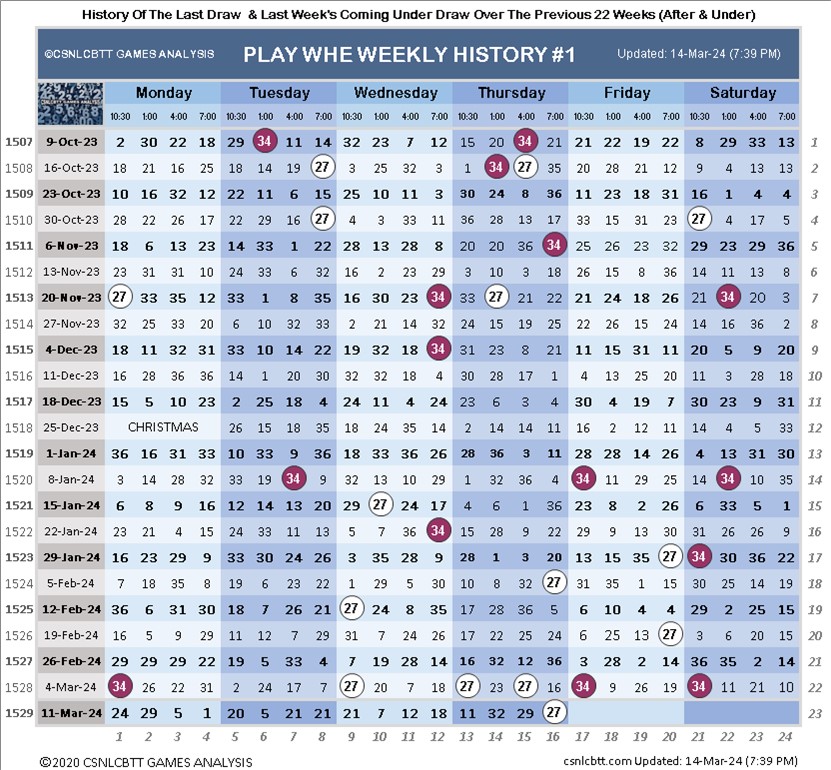 History Of The Last Draw & Last Week's Coming Under Draw Over The Previous 22 Weeks (After & Under)
©CSNLCBTT GAMES ANALYSIS PLAY WHE WEEKLY HISTORY #1 Updated: 14-Mar-24 (7:39 PM)
CSNLCBTT GAMES ANALYSIS Monday Tuesday Wednesday Thursday Friday Saturday
10:30 1:00 4:00 7:00 10:30 1:00 4:00 7:00 10:30 1:00 4:00 7:00 10:30 1:00 4:00 7:00 10:30 1:00 4:00 7:00 10:30 1:00 4:00 7:00
1507 9-Oct-23 2 30 22 18 29 34 11 14 32 23 7 12 15 20 34 21 21 22 19 22 8 29 33 13 1
1508 16-Oct-23 18 21 16 25 18 14 19 27 3 25 32 3 1 34 27 35 20 28 21 12 9 4 13 13 2
1509 23-Oct-23 10 16 32 12 22 11 6 15 25 10 11 3 30 24 8 36 11 23 18 31 16 1 4 4 3
1510 30-Oct-23 28 22 26 17 22 29 16 27 4 3 33 11 36 28 13 17 33 15 31 23 27 4 17 5 4
1511 6-Nov-23 18 6 13 23 14 33 1 22 28 13 28 8 20 20 36 34 25 26 23 32 29 23 29 36 5
1512 13-Nov-23 23 31 31 10 24 33 6 32 16 2 23 29 3 10 3 18 26 15 8 36 14 11 13 8 6
1513 20-Nov-23 27 33 35 12 33 1 8 35 16 30 23 34 33 27 21 22 21 24 18 26 21 34 20 3 7
1514 27-Nov-23 32 25 33 20 6 10 32 33 2 21 14 32 24 15 19 25 22 26 15 24 14 16 36 2 8
1515 4-Dec-23 18 11 32 31 33 10 14 22 19 32 18 34 31 23 8 21 11 15 31 11 20 5 9 20 9
1516 11-Dec-23 16 28 36 36 14 1 20 30 32 32 18 4 30 28 17 1 4 13 25 20 11 3 28 18 10
1517 18-Dec-23 15 5 10 23 2 25 18 4 24 11 4 24 23 6 3 4 30 4 19 7 30 23 9 31 11
1518 25-Dec-23 CHRISTMAS 26 15 18 35 18 24 35 14 2 14 14 11 16 2 12 11 14 4 5 33 12
1519 1-Jan-24 36 16 31 33 10 33 9 36 18 33 36 26 28 36 3 11 28 28 14 26 4 13 31 30 13
1520 8-Jan-24 3 14 28 32 33 19 34 9 32 13 10 29 1 32 36 4 34 11 29 25 14 34 10 35 14
1521 15-Jan-24 6 8 9 16 12 14 13 20 29 27 24 17 4 6 1 36 23 8 2 26 6 33 5 1 15
1522 22-Jan-24 23 21 4 15 24 33 11 13 5 7 36 34 15 28 9 22 29 9 13 30 31 26 26 9 16
1523 29-Jan-24 16 23 29 9 33 30 24 26 3 35 28 9 28 1 3 20 13 15 35 27 34 30 36 22 17
1524 5-Feb-24 7 18 35 8 19 6 23 22 1 29 5 30 10 8 32 27 31 35 1 15 30 25 14 19 18
1525 12-Feb-24 36 6 31 30 18 7 26 21 27 24 8 35 17 28 36 5 6 10 4 4 29 2 25 15 19
1526 19-Feb-24 16 5 9 29 11 12 7 29 31 7 24 26 17 22 25 24 6 25 13 27 3 6 20 15 20
1527 26-Feb-24 29 29 29 22 19 5 33 4 7 19 28 14 16 32 12 36 3 28 2 14 36 35 2 14 21
1528 4-Mar-24 34 26 22 31 2 24 17 7 27 20 7 18 27 23 27 16 34 9 26 19 34 11 21 10 22
1529 11-Mar-24 24 29 5 1 20 5 21 21 21 7 12 18 11 32 29 27 23
1 2 3 4 5 6 7 8 9 10 11 12 13 14 15 16 17 18 19 20 21 22 23 24
©2020 CSNLCBTT GAMES ANALYSIS csnlcbtt.com Updated: 14-Mar-24 (7:39 PM)